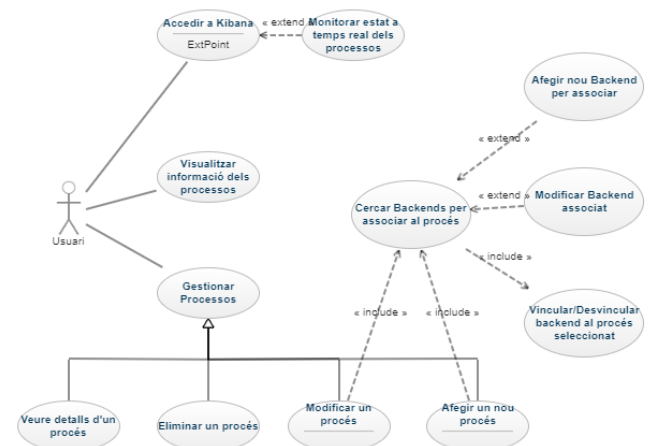 Accedir a Kibana
ExtPoint
« extend »
Monitorar estat a
temps real dels
processos
Afegir nou Backend
per associar
« extend »
Visualitzar
informació dels
processos
Usuari
Cercar Backends per
associar al procés
« extend »
Modificar Backend
associat
« include »
Gestionar
Processos
« include »
« include »
Vincular/Desvincular
backend al procés
seleccionat
Veure detalls d'un
procés
Eliminar un procés
Modificar un
procés
Afegir un nou
procés